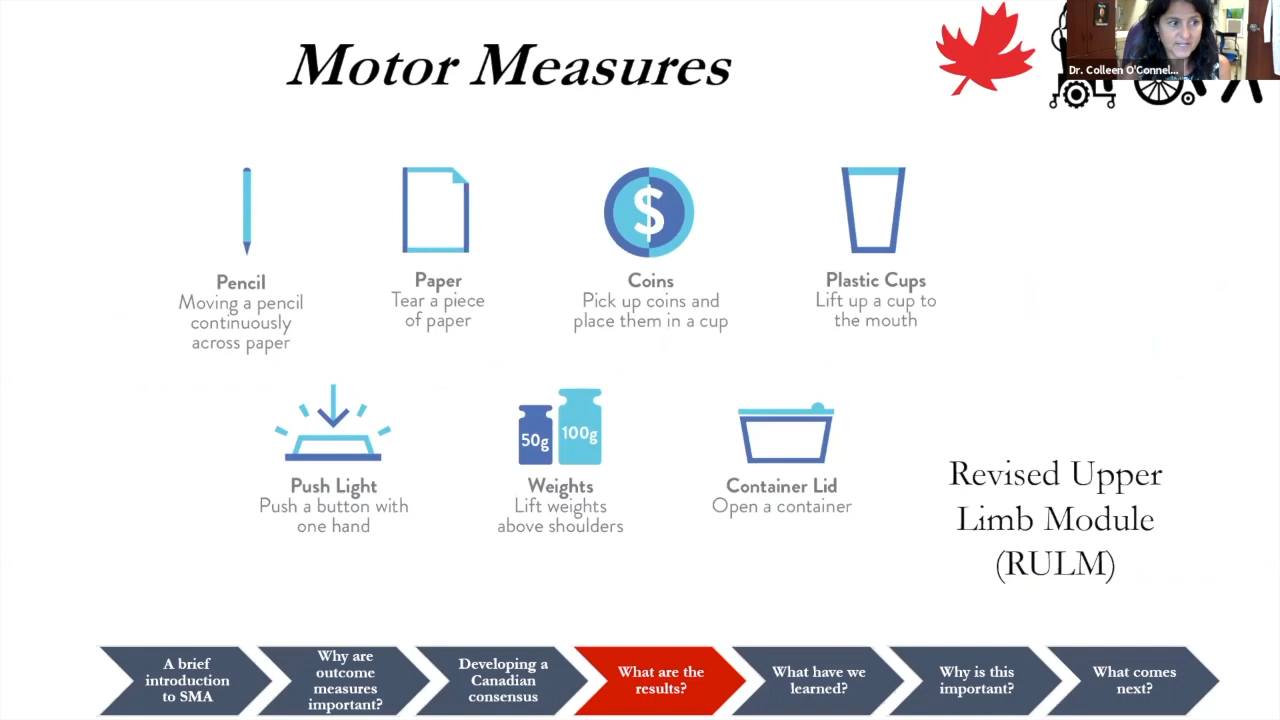 Motor Measures
Dr. Colleen O'Connel...
$
Pencil
Moving a pencil
continuously
across paper
Paper
Tear a piece
of paper
Coins
Pick up coins and
place them in a cup
Plastic Cups
Lift up a cup to
the mouth
Push Light
Push a button with
one hand
50g
100g
Weights
Lift weights
above shoulders
Container Lid
Open a container
Revised Upper
Limb Module
(RULM)
A brief
introduction
to SMA
Why are
outcome
measures
important?
Developing a
Canadian
consensus
What are the
results?
What have we
learned?
Why is this
important?
What comes
next?